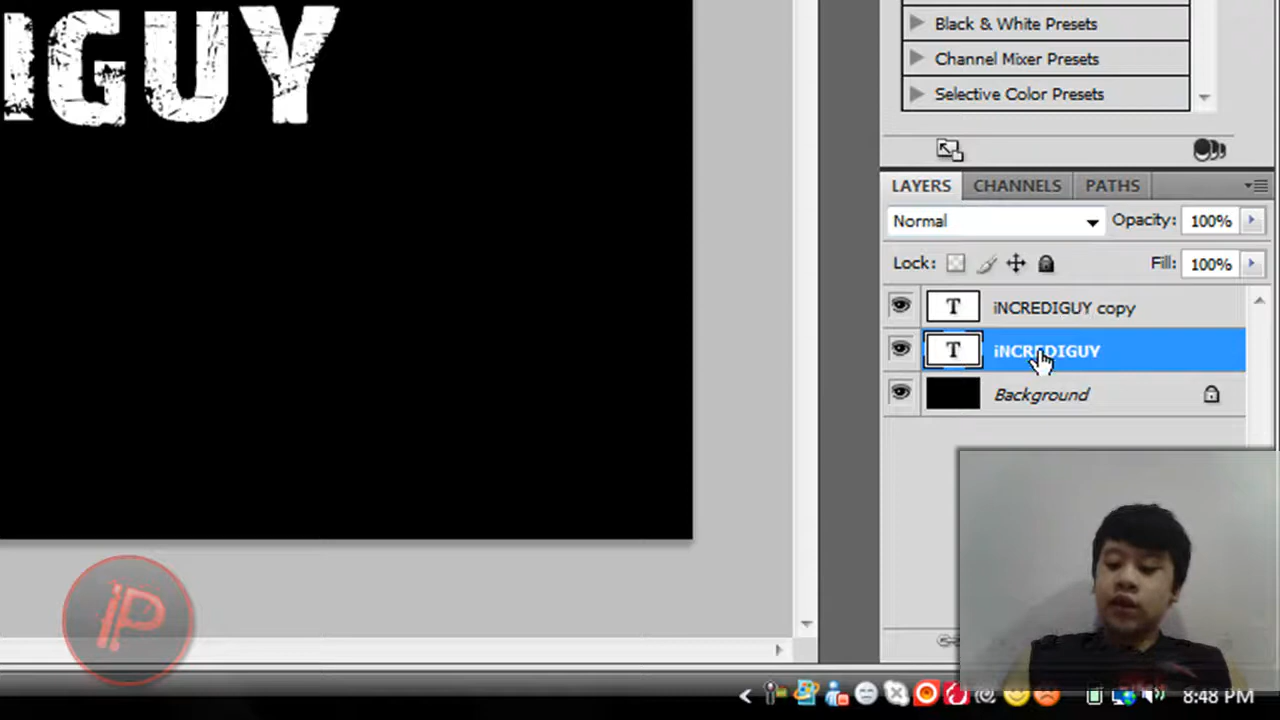 IGUY
Black & White Presets
Channel Mixer Presets
Selective Color Presets
LAYERS CHANNELS PATHS
Normal Opacity: 100%
Lock: Fill: 100%
T iNCREDIGUY copy
T iNCREDIGUY
Background
iP
8:48 PM